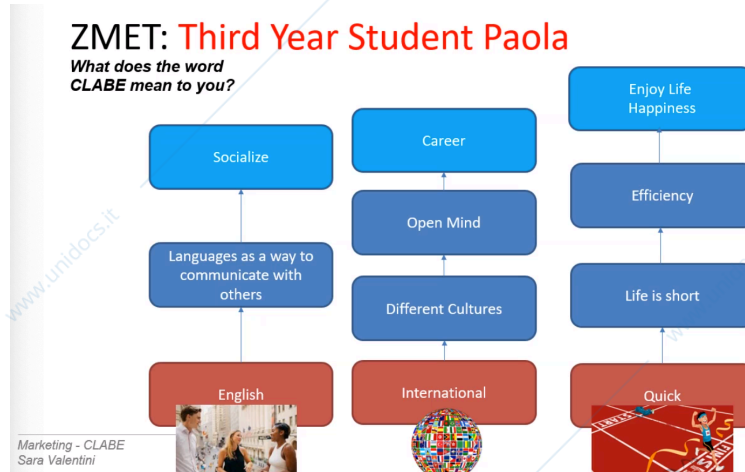 ZMET: Third Year Student Paola
What does the word
CLABE mean to you?
Socialize
Languages as a way to
communicate with
others
English
Career
Open Mind
Different Cultures
International
Enjoy Life
Happiness
Efficiency
Life is short
Quick
START
Marketing - CLABE
Sara Valentini
www.unidocs.it